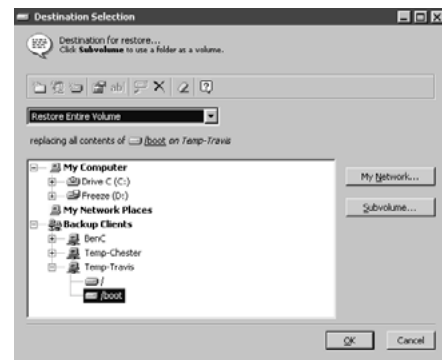 Destination Selection
Destination for restore...
Click Subvolume to use a folder as a volume.
Restore Entire Volume
replacing all contents of /boot on Temp-Travis
My Computer
Drive C (C:)
Freeze (D:)
My Network Places
Backup Clients
BenC
Temp-Chester
Temp-Travis
/
/boot
My Network...
Subvolume...
OK
Cancel